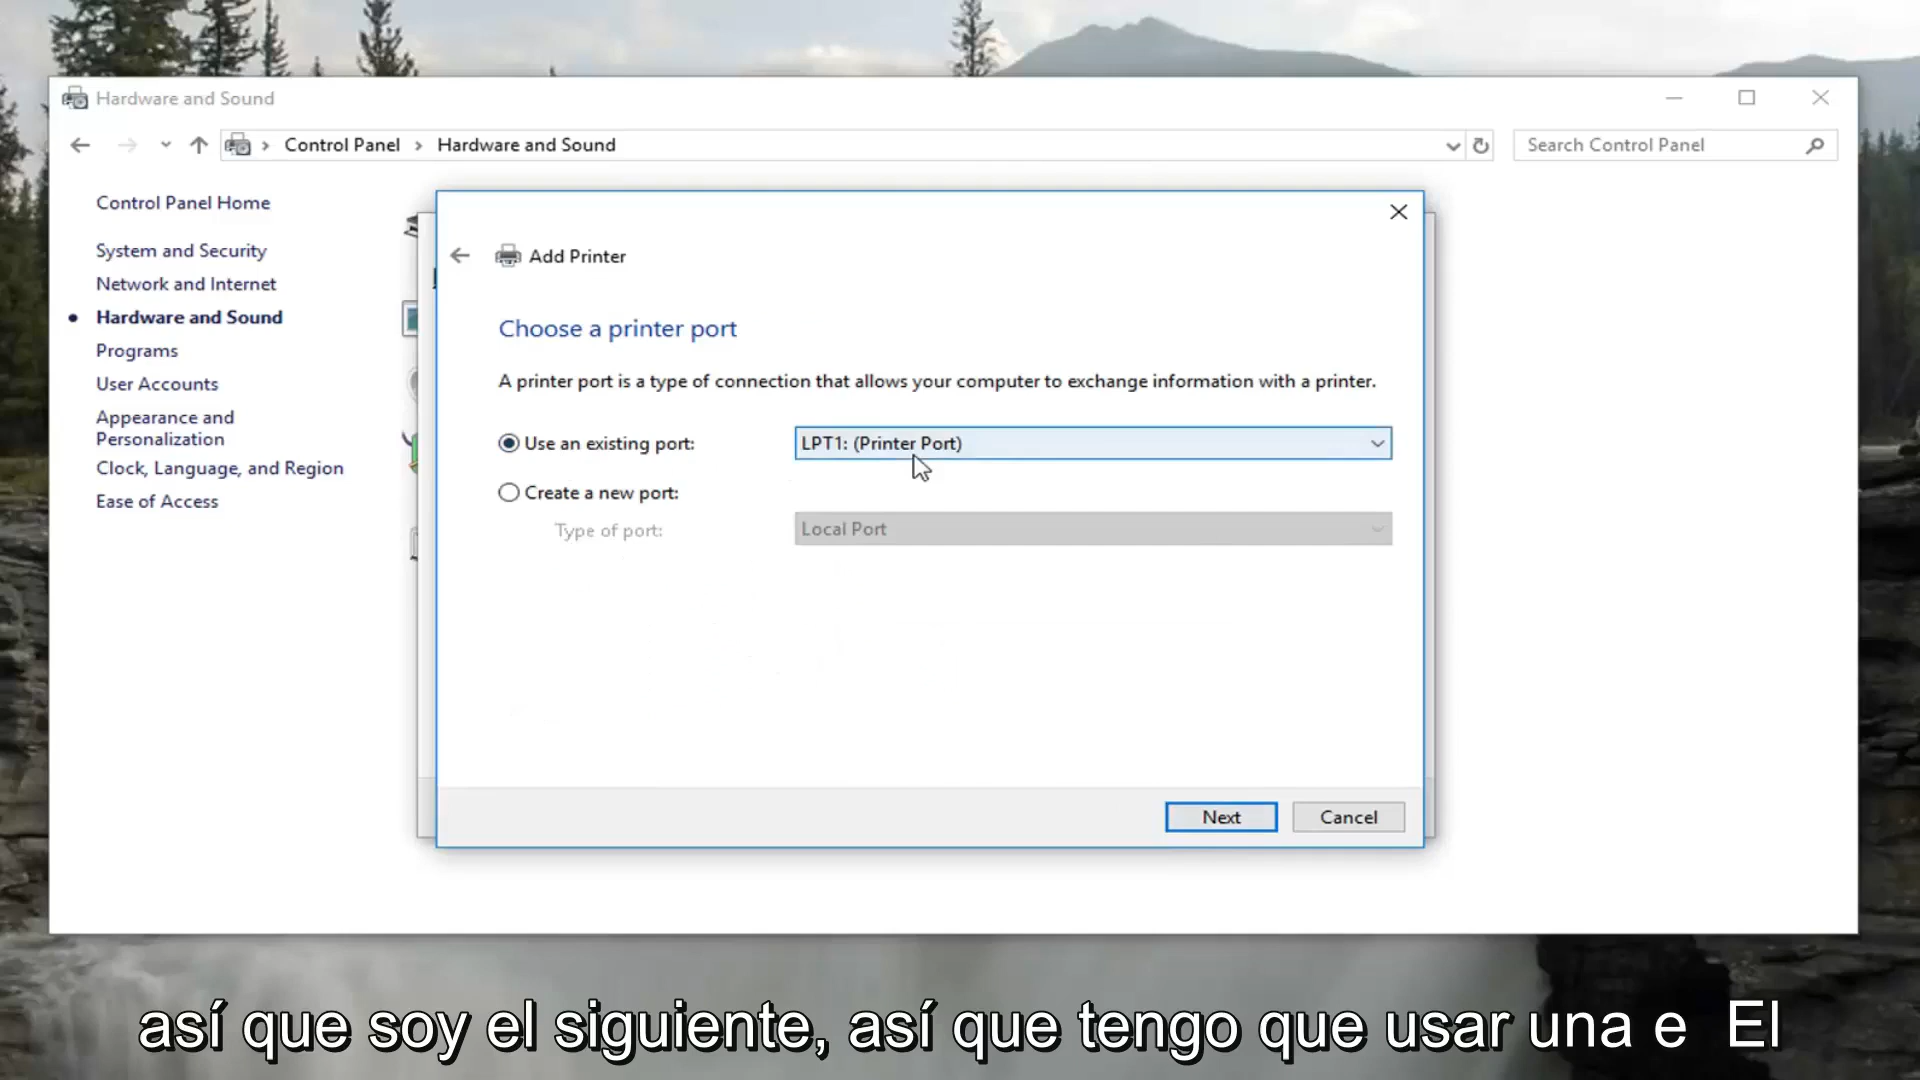 Hardware and Sound
Control Panel > Hardware and Sound
Search Control Panel
Control Panel Home
System and Security
Network and Internet
Hardware and Sound
Programs
User Accounts
Appearance and
Personalization
Clock, Language, and Region
Ease of Access
Add Printer
Choose a printer port
A printer port is a type of connection that allows your computer to exchange information with a printer.
Use an existing port: LPT1: (Printer Port)
Create a new port:
Type of port: Local Port
Next Cancel
así que soy el siguiente, así que tengo que usar una e El